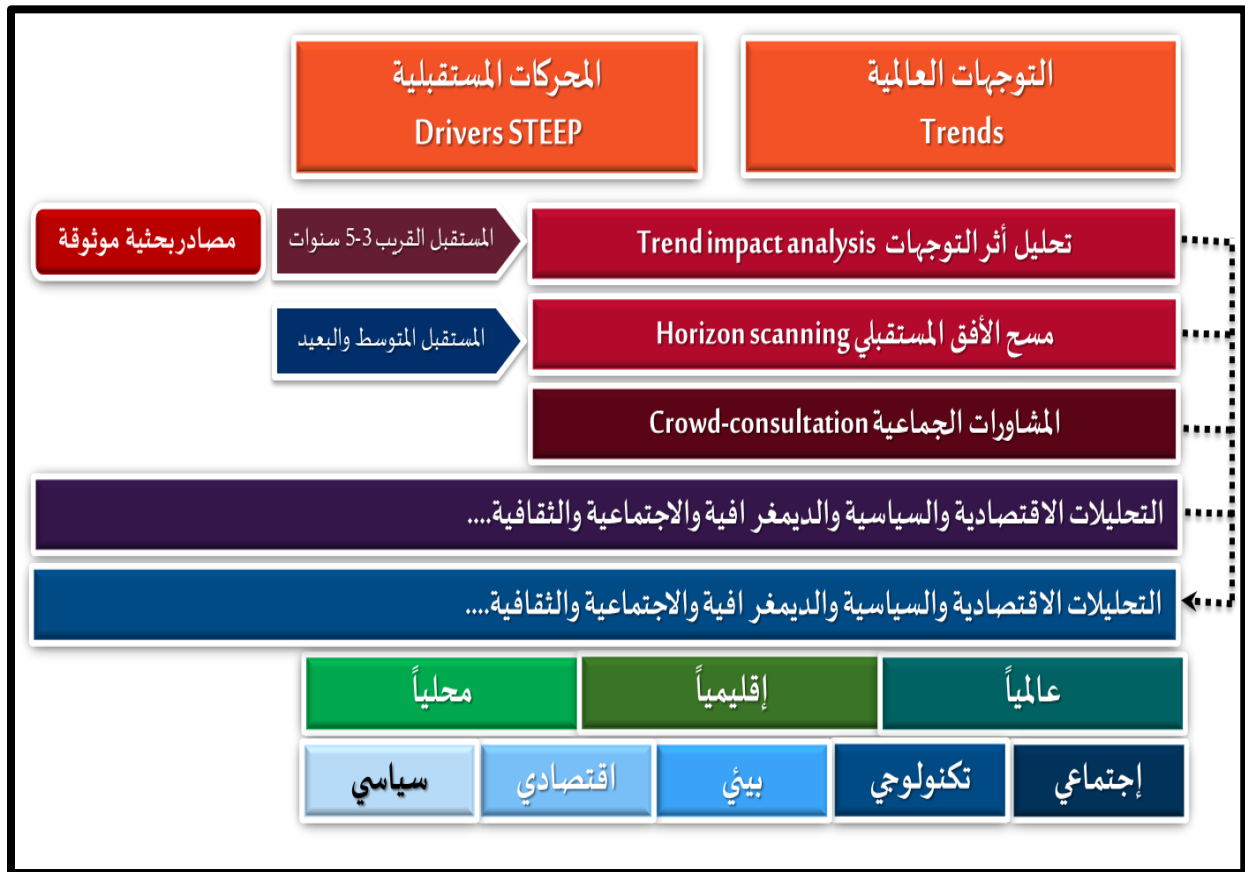 التوجهات العالمية
Trends
المحركات المستقبلية
Drivers STEEP
تحليل أثر التوجهات Trend impact analysis
المستقبل القريب 3-5 سنوات
مصادر بحثية موثوقة
مسح الأفق المستقبلي Horizon scanning
المستقبل المتوسط والبعيد
المشاورات الجماعية Crowd-consultation
التحليلات الاقتصادية والسياسية والديمغر افية والاجتماعية والثقافية....
التحليلات الاقتصادية والسياسية والديمغر افية والاجتماعية والثقافية....
عالمياً
إقليمياً
محلياً
إجتماعي
تكنولوجي
بيئي
اقتصادي
سياسي